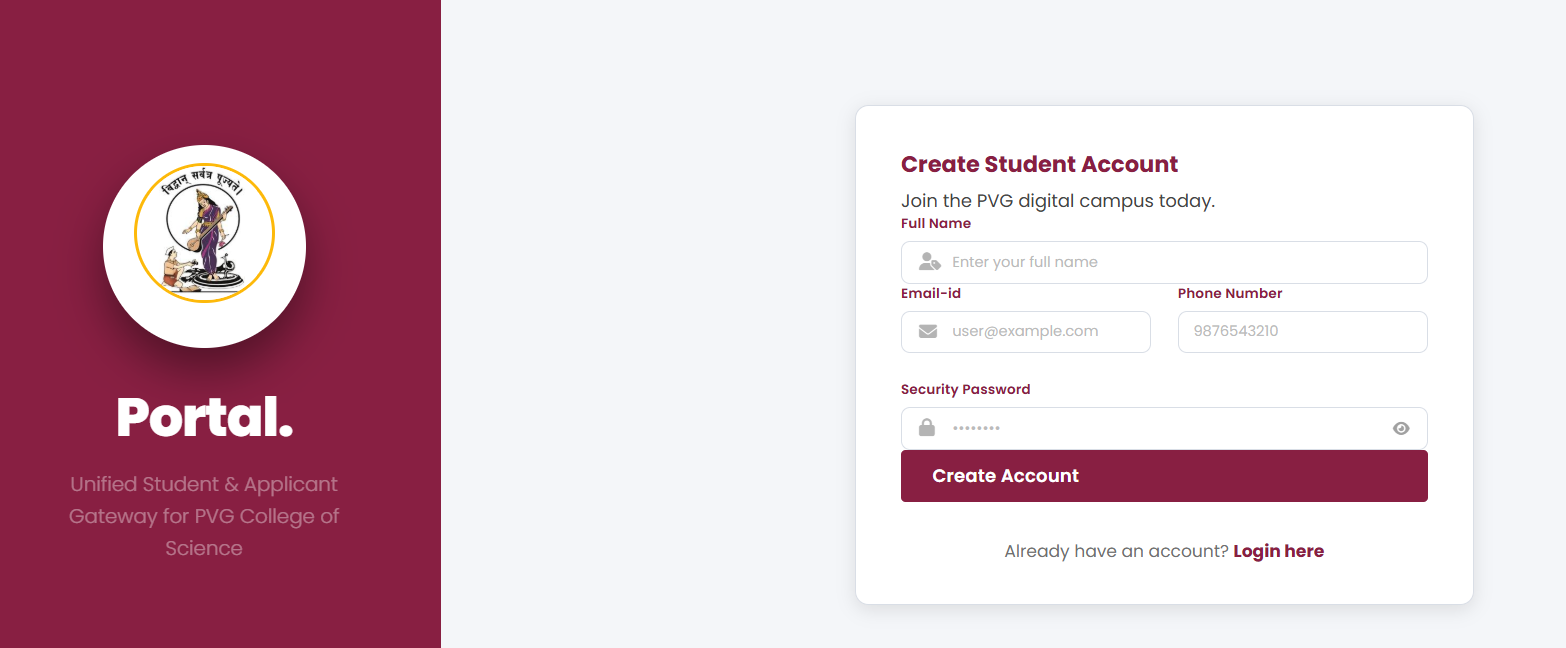 विद्वान् सर्वत्र पूज्यते।
Portal.
Unified Student & Applicant
Gateway for PVG College of
Science
Create Student Account
Join the PVG digital campus today.
Full Name
Enter your full name
Email-id
Phone Number
user@example.com
9876543210
Security Password
••••••••
Create Account
Already have an account? Login here